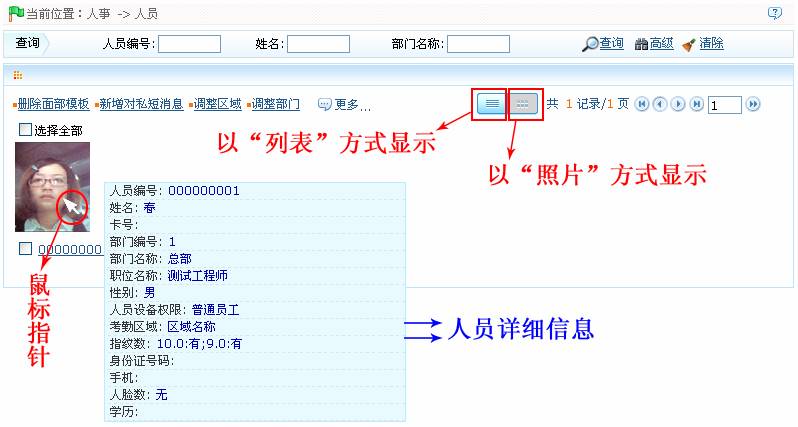 当前位置：人事 -> 人员
查询 人员编号: 姓名: 部门名称: 查询 高级 清除
删除面部模板 新增对私短消息 调整区域 调整部门 更多... 共 1 记录/1 页 1
选择全部
以“列表”方式显示
以“照片”方式显示
人员编号: 000000001
姓名: 春
卡号:
部门编号: 1
部门名称: 总部
职位名称: 测试工程师
性别: 男
人员设备权限: 普通员工
考勤区域: 区域名称
指纹数: 10.0:有;9.0:有
身份证号码:
手机:
人脸数: 无
学历:
00000000
鼠标指针
人员详细信息